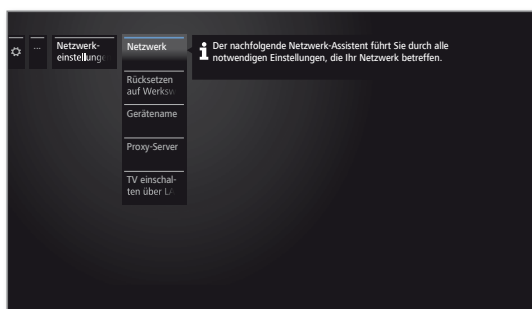 ...
Netzwerk-
einstellunge
Netzwerk
Rücksetzen
auf Werksw
Gerätename
Proxy-Server
TV einschal-
ten über LA
i Der nachfolgende Netzwerk-Assistent führt Sie durch alle
notwendigen Einstellungen, die Ihr Netzwerk betreffen.